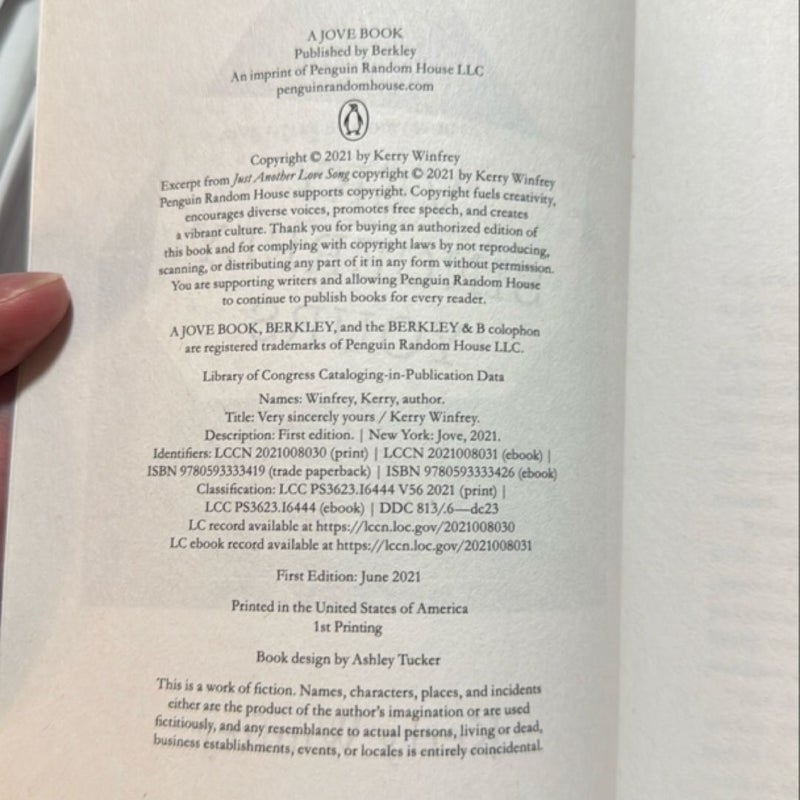 A JOVE BOOK
Published by Berkley
An imprint of Penguin Random House LLC
penguinrandomhouse.com
Copyright © 2021 by Kerry Winfrey
Excerpt from Just Another Love Song copyright © 2021 by Kerry Winfrey
Penguin Random House supports copyright. Copyright fuels creativity,
encourages diverse voices, promotes free speech, and creates
a vibrant culture. Thank you for buying an authorized edition of
this book and for complying with copyright laws by not reproducing,
scanning, or distributing any part of it in any form without permission.
You are supporting writers and allowing Penguin Random House
to continue to publish books for every reader.
A JOVE BOOK, BERKLEY, and the BERKLEY & B colophon
are registered trademarks of Penguin Random House LLC.
Library of Congress Cataloging-in-Publication Data
Names: Winfrey, Kerry, author.
Title: Very sincerely yours / Kerry Winfrey.
Description: First edition. | New York: Jove, 2021.
Identifiers: LCCN 2021008030 (print) | LCCN 2021008031 (ebook) |
ISBN 9780593333419 (trade paperback) | ISBN 9780593333426 (ebook)
Classification: LCC PS3623.I6444 V56 2021 (print) |
LCC PS3623.I6444 (ebook) | DDC 813/.6—dc23
LC record available at https://lccn.loc.gov/2021008030
LC ebook record available at https://lccn.loc.gov/2021008031
First Edition: June 2021
Printed in the United States of America
1st Printing
Book design by Ashley Tucker
This is a work of fiction. Names, characters, places, and incidents
either are the product of the author's imagination or are used
fictitiously, and any resemblance to actual persons, living or dead,
business establishments, events, or locales is entirely coincidental.